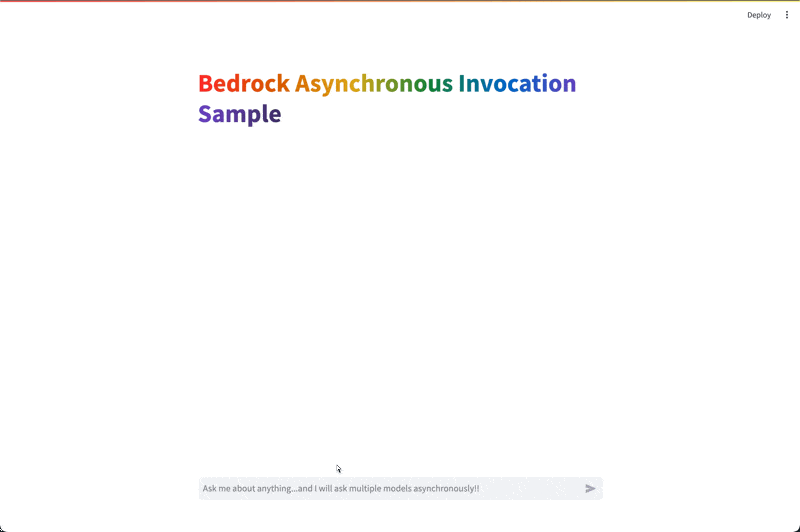 Deploy
Bedrock Asynchronous Invocation
Sample
Ask me about anything...and I will ask multiple models asynchronously!!